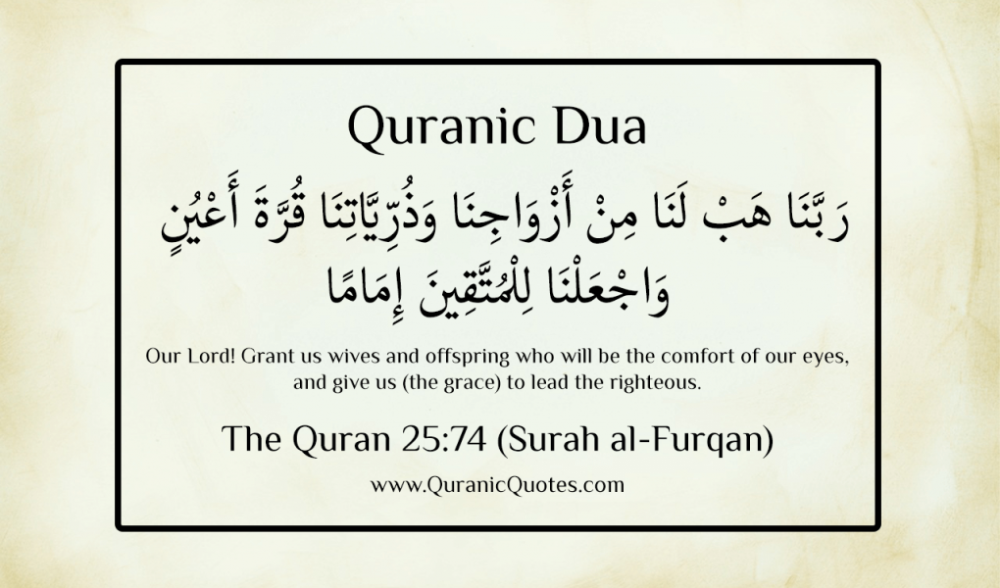 Quranic Dua
رَبَّنَا هَبْ لَنَا مِنْ أَزْوَاجِنَا وَذُرِّيَّاتِنَا قُرَّةَ أَعْيُنٍ
وَاجْعَلْنَا لِلْمُتَّقِينَ إِمَامًا
Our Lord! Grant us wives and offspring who will be the comfort of our eyes,
and give us (the grace) to lead the righteous.
The Quran 25:74 (Surah al-Furqan)
www.QuranicQuotes.com